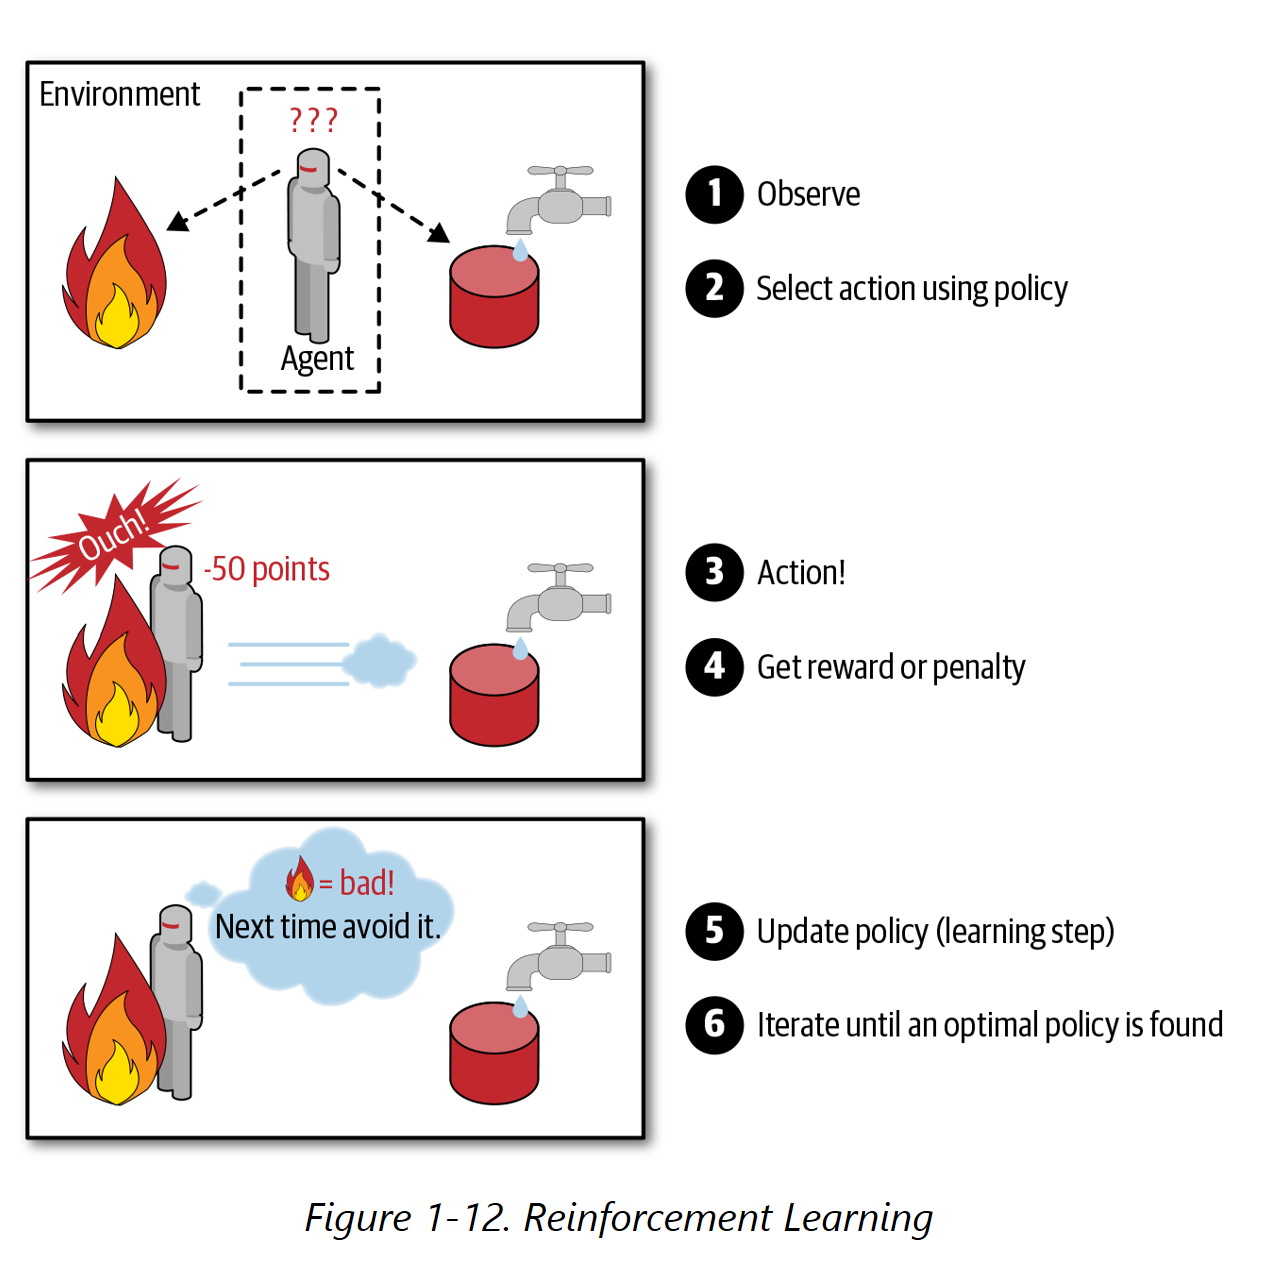 Environment
???
Agent
1 Observe
2 Select action using policy
Ouch!
-50 points
3 Action!
4 Get reward or penalty
= bad!
Next time avoid it.
5 Update policy (learning step)
6 Iterate until an optimal policy is found
Figure 1-12. Reinforcement Learning